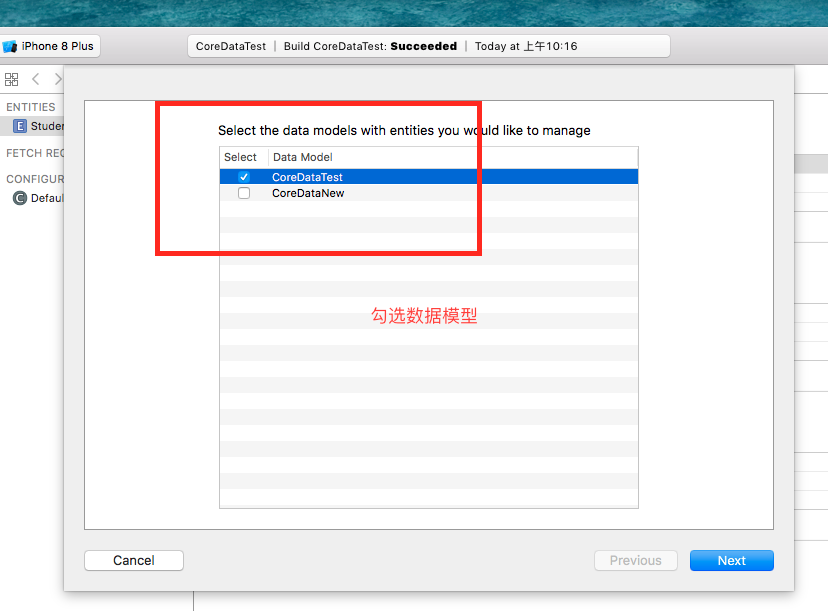 iPhone 8 Plus
CoreDataTest | Build CoreDataTest: Succeeded | Today at 上午10:16
ENTITIES
E Studen
FETCH REQ
CONFIGUR
C Defaul
Select the data models with entities you would like to manage
Select Data Model
CoreDataTest
CoreDataNew
勾选数据模型
Cancel Previous Next